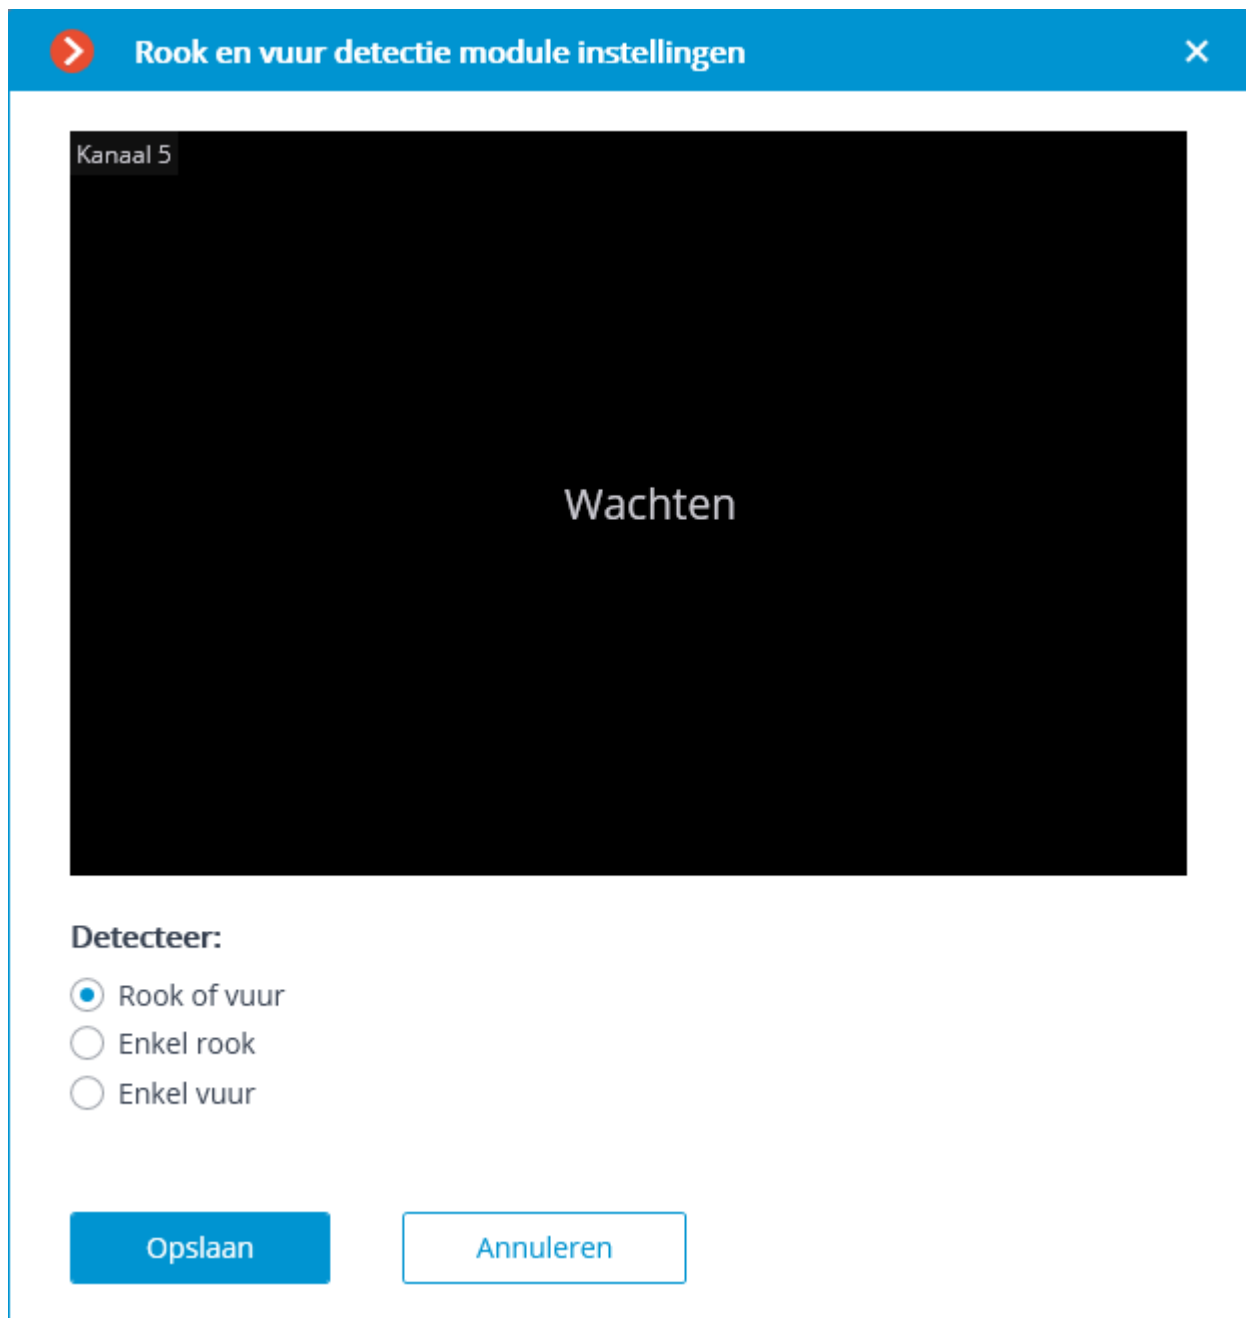 Rook en vuur detectie module instellingen
Kanaal 5
Wachten
Detecteer:
Rook of vuur
Enkel rook
Enkel vuur
Opslaan
Annuleren